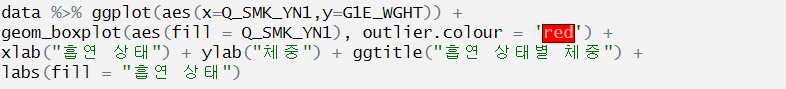 data %>% ggplot(aes(x=Q_SMK_YN1,y=G1E_WGHT)) +
geom_boxplot(aes(fill = Q_SMK_YN1), outlier.colour = 'red') +
xlab("흡연 상태") + ylab("체중") + ggtitle("흡연 상태별 체중") +
labs(fill = "흡연 상태")